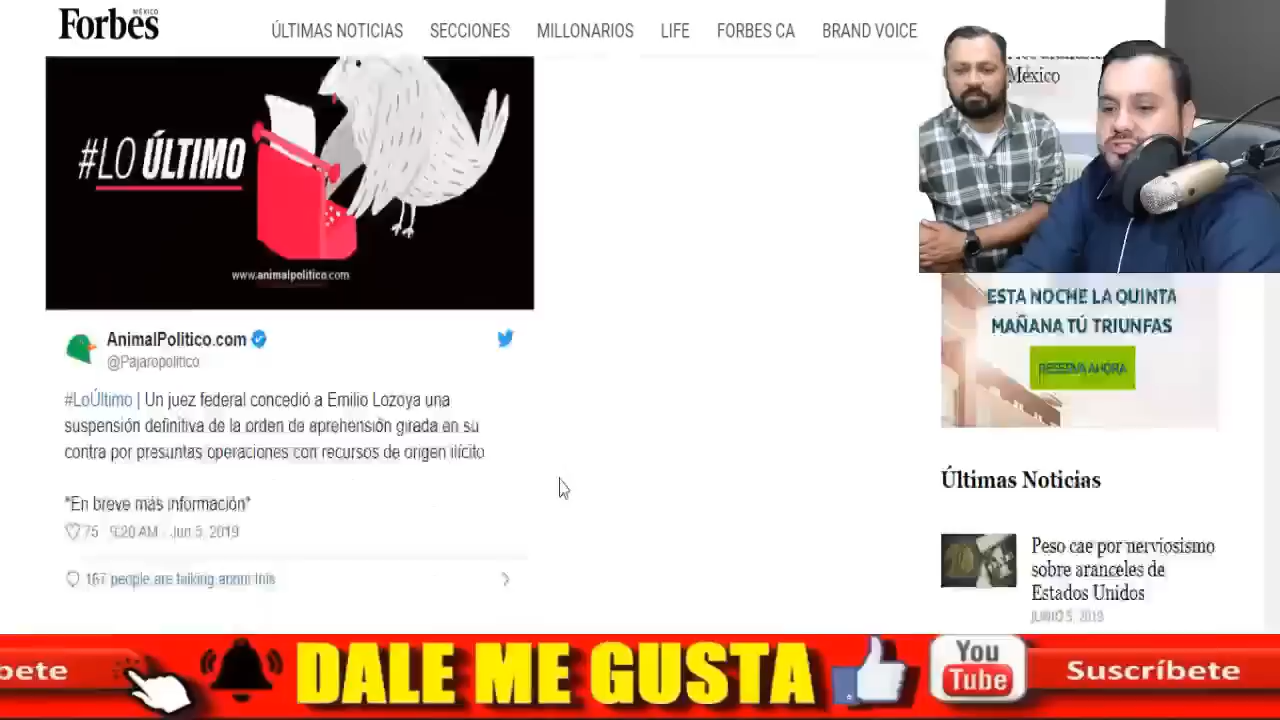 Forbes
MÉXICO
ÚLTIMAS NOTICIAS SECCIONES MILLONARIOS LIFE FORBES CA BRAND VOICE
México
#LO ÚLTIMO
www.animalpolitico.com
AnimalPolitico.com
@Pajaropolitico
#LoÚltimo | Un juez federal concedió a Emilio Lozoya una
suspensión definitiva de la orden de aprehensión girada en su
contra por presuntas operaciones con recursos de origen ilícito
*En breve más información*
75 9:20 AM - Jun 5, 2019
167 people are talking about this
ESTA NOCHE LA QUINTA
MAÑANA TÚ TRIUNFAS
RESERVA AHORA
Últimas Noticias
Peso cae por nerviosismo
sobre aranceles de
Estados Unidos
JUNIO 5, 2019
bete
DALE ME GUSTA
You
Tube
Suscríbete